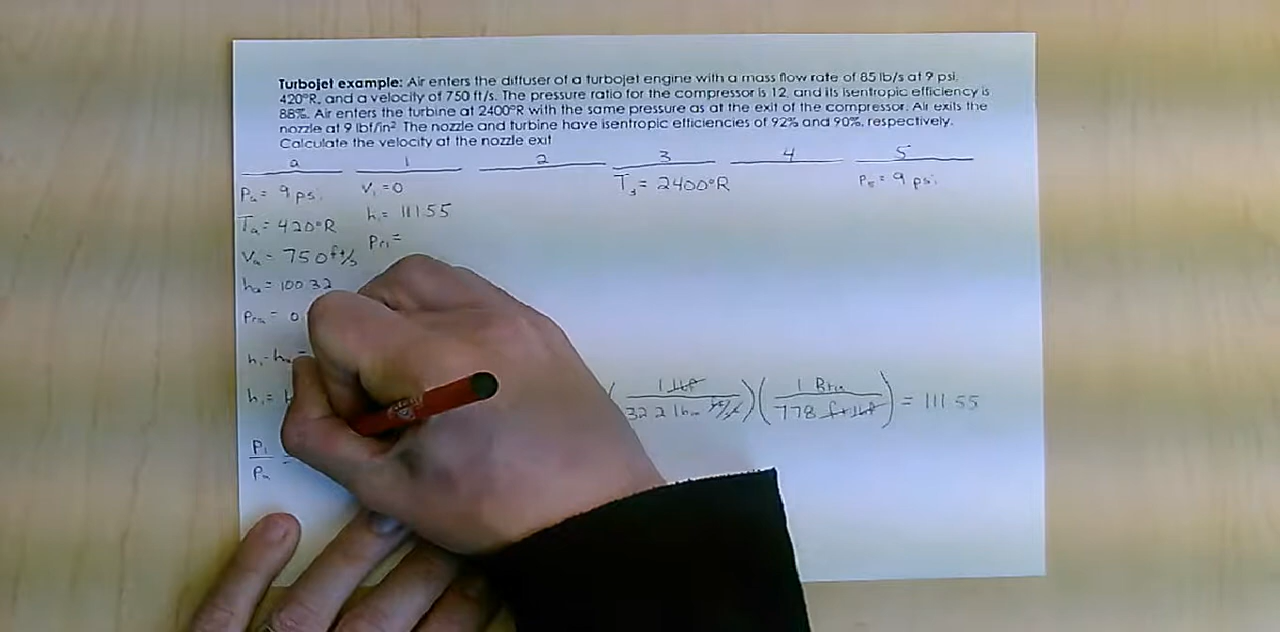 Turbojet example: Air enters the diffuser of a turbojet engine with a mass flow rate of 85 lb/s at 9 psi,
420°R, and a velocity of 750 ft/s. The pressure ratio for the compressor is 12, and its isentropic efficiency is
88%. Air enters the turbine at 2400°R with the same pressure as at the exit of the compressor. Air exits the
nozzle at 9 lbf/in². The nozzle and turbine have isentropic efficiencies of 92% and 90%, respectively.
Calculate the velocity at the nozzle exit
a 1 2 3 4 5
Pa = 9 psi V1 = 0 T3 = 2400°R P5 = 9 psi
Ta = 420°R h1 = 111.55
Va = 750 ft/s Pr1 =
ha = 100.32
Pra = 0
h1 - ha =
h1 = (1 lbf / 32.2 lbm ft/s²)(1 Btu / 778 ft lbf) = 111.55
P1 / Pa =